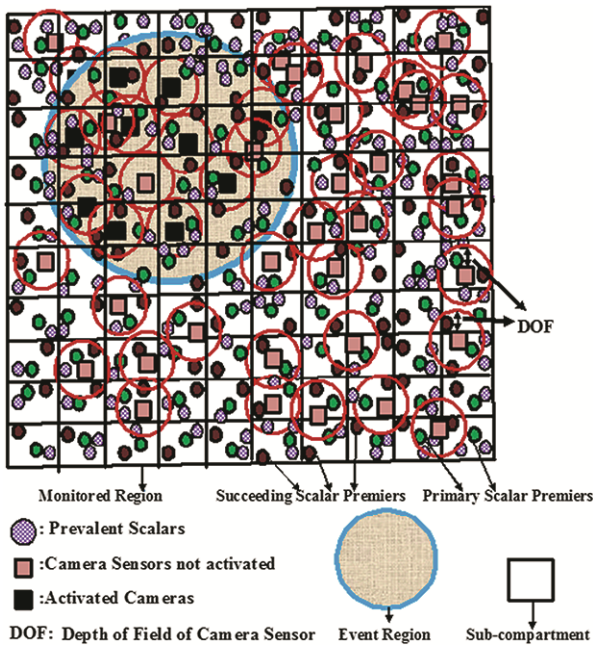 DOF
Monitored Region
Succeeding Scalar Premiers
Primary Scalar Premiers
: Prevalent Scalars
:Camera Sensors not activated
:Activated Cameras
DOF: Depth of Field of Camera Sensor
Event Region
Sub-compartment